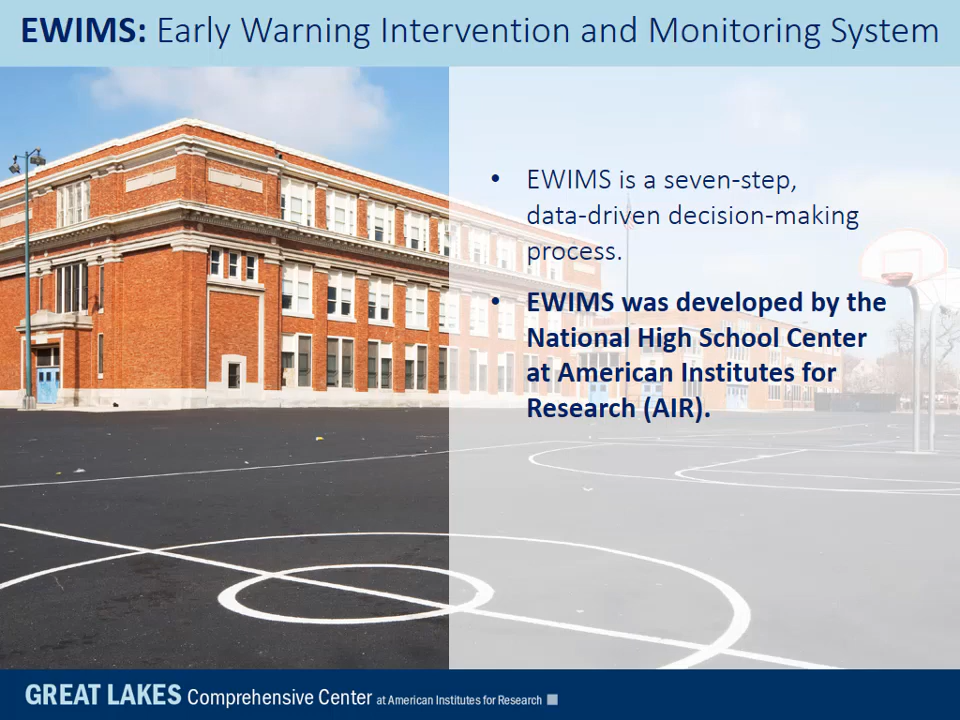 EWIMS: Early Warning Intervention and Monitoring System
• EWIMS is a seven-step,
data-driven decision-making
process.
• EWIMS was developed by the
National High School Center
at American Institutes for
Research (AIR).
GREAT LAKES Comprehensive Center at American Institutes for Research